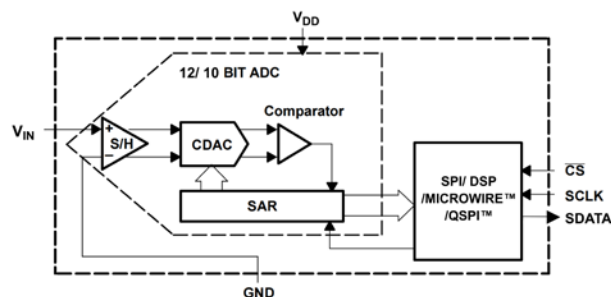 VDD
12/ 10 BIT ADC
Comparator
VIN
+
S/H
−
CDAC
SAR
SPI/ DSP
/MICROWIRE™
/QSPI™
CS
SCLK
SDATA
GND